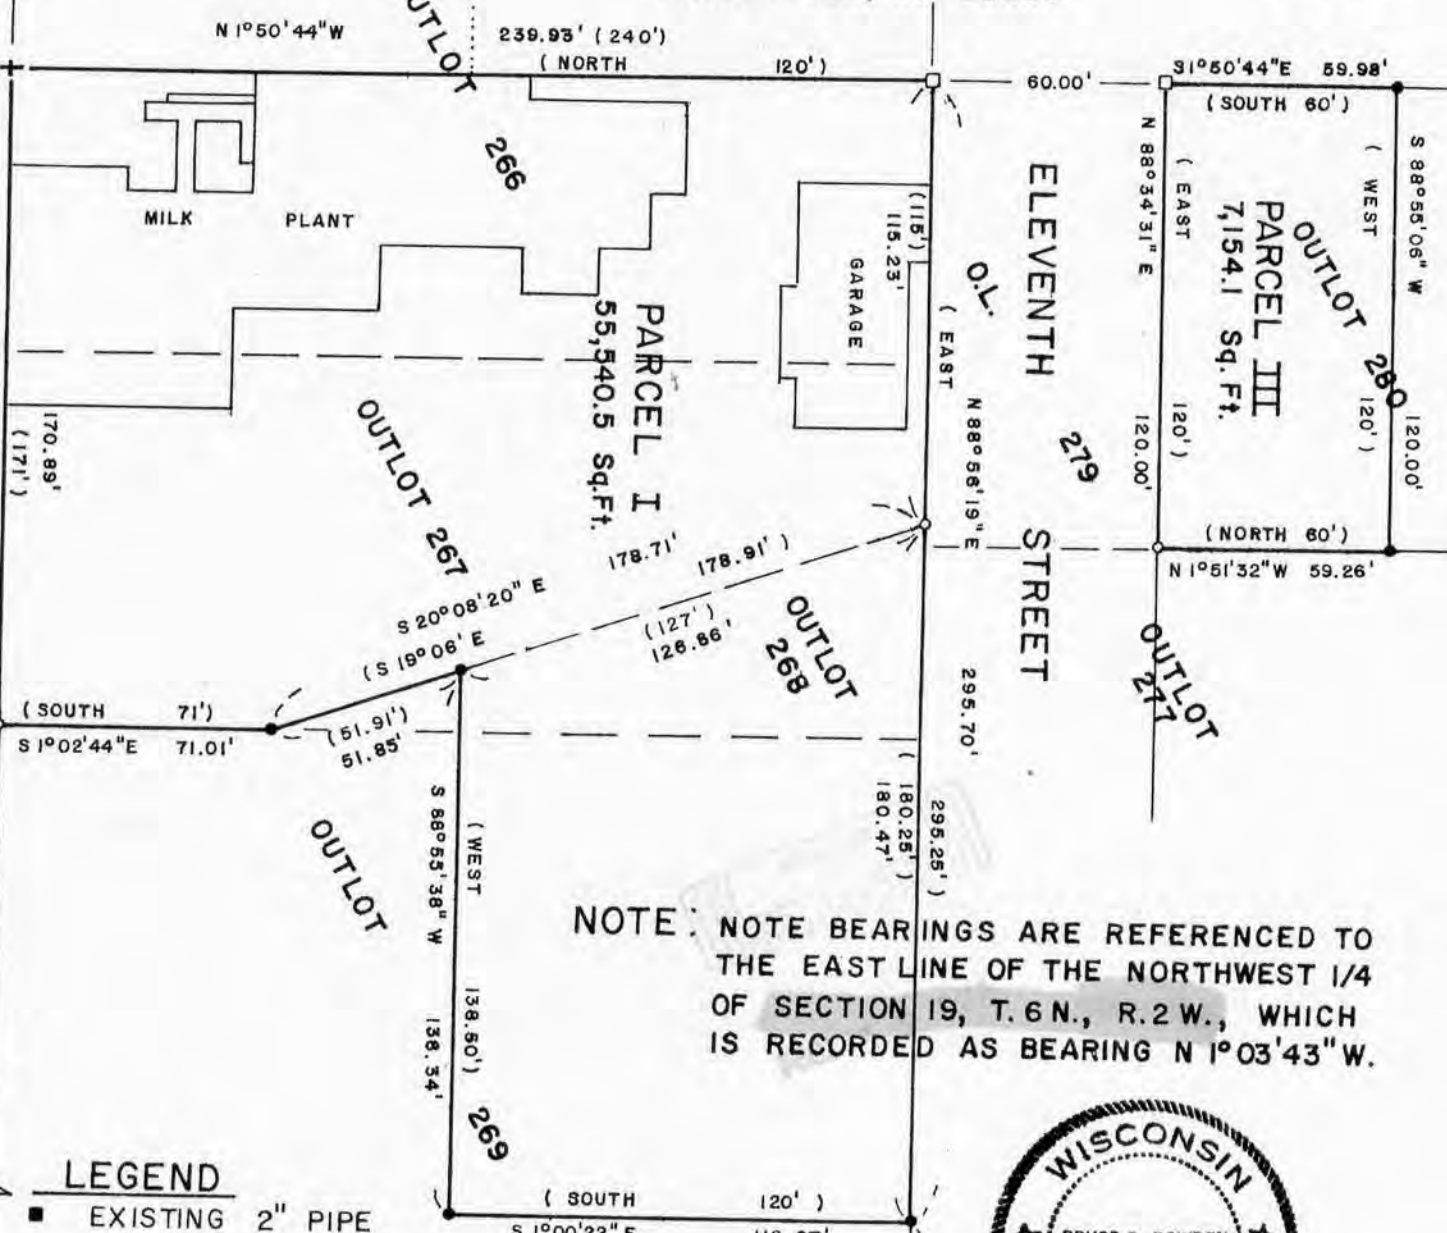 N 1°50'44"W
239.93' (240')
( NORTH 120')
OUTLOT
266
60.00'
S1°50'44"E 59.98'
( SOUTH 60')
MILK PLANT
GARAGE
(115')
115.23'
O.L.
( EAST
N 88°56'19"E
ELEVENTH STREET
279
N 88°34'31" E
120.00'
( EAST 120')
PARCEL III
7,154.1 Sq. Ft.
OUTLOT 280
( WEST 120')
S 88°55'06" W
120.00'
( NORTH 60')
N 1°51'32"W 59.26'
OUTLOT
277
PARCEL I
55,540.5 Sq.Ft.
170.89'
(171')
OUTLOT 267
178.71'
178.91')
S 20°08'20" E
(S 19°06' E
(127')
126.86'
OUTLOT
268
( SOUTH 71')
S 1°02'44"E 71.01'
(51.91')
51.85'
295.70'
295.25')
( 180.25')
180.47'
OUTLOT
269
S 88°55'38" W 138.34'
( WEST 138.50')
NOTE: NOTE BEARINGS ARE REFERENCED TO
THE EAST LINE OF THE NORTHWEST 1/4
OF SECTION 19, T. 6 N., R. 2 W., WHICH
IS RECORDED AS BEARING N 1°03'43"W.
LEGEND
■ EXISTING 2" PIPE
( SOUTH 120' )
WISCONSIN